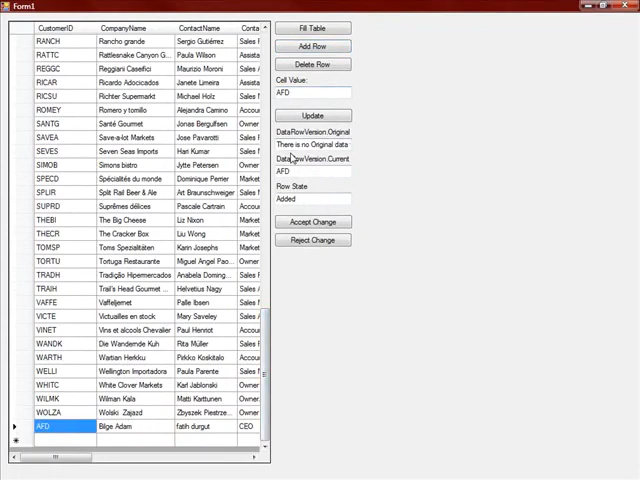 Form1
CustomerID CompanyName ContactName Conta
RANCH Rancho grande Sergio Gutiérrez Sales F
RATTC Rattlesnake Canyon G... Paula Wilson Assista
REGGC Reggiani Caseifici Maurizio Moroni Sales A
RICAR Ricardo Adocicados Janete Limeira Assista
RICSU Richter Supermarkt Michael Holz Sales M
ROMEY Romero y tomillo Alejandra Camino Accour
SANTG Santé Gourmet Jonas Bergulfsen Owner
SAVEA Save-a-lot Markets Jose Pavarotti Sales F
SEVES Seven Seas Imports Hari Kumar Sales M
SIMOB Simons bistro Jytte Petersen Owner
SPECD Spécialités du monde Dominique Perrier Market
SPLIR Split Rail Beer & Ale Art Braunschweiger Sales M
SUPRD Suprêmes délices Pascale Cartrain Accour
THEBI The Big Cheese Liz Nixon Market
THECR The Cracker Box Liu Wong Market
TOMSP Toms Spezialitäten Karin Josephs Market
TORTU Tortuga Restaurante Miguel Angel Pao... Owner
TRADH Tradição Hipermercados Anabela Doming... Sales F
TRAIH Trail's Head Gourmet ... Helvetius Nagy Sales A
VAFFE Vaffeljernet Palle Ibsen Sales M
VICTE Victuailles en stock Mary Saveley Sales A
VINET Vins et alcools Chevalier Paul Henriot Accour
WANDK Die Wandernde Kuh Rita Müller Sales F
WARTH Wartian Herkku Pirkko Koskitalo Accour
WELLI Wellington Importadora Paula Parente Sales M
WHITC White Clover Markets Karl Jablonski Owner
WILMK Wilman Kala Matti Karttunen Owner
WOLZA Wolski Zajazd Zbyszek Piestrze... Owner
AFD Bilge Adam fatih durgut CEO
Fill Table
Add Row
Delete Row
Cell Value:
AFD
Update
DataRowVersion.Original
There is no Original data
DataRowVersion.Current
AFD
Row State
Added
Accept Change
Reject Change